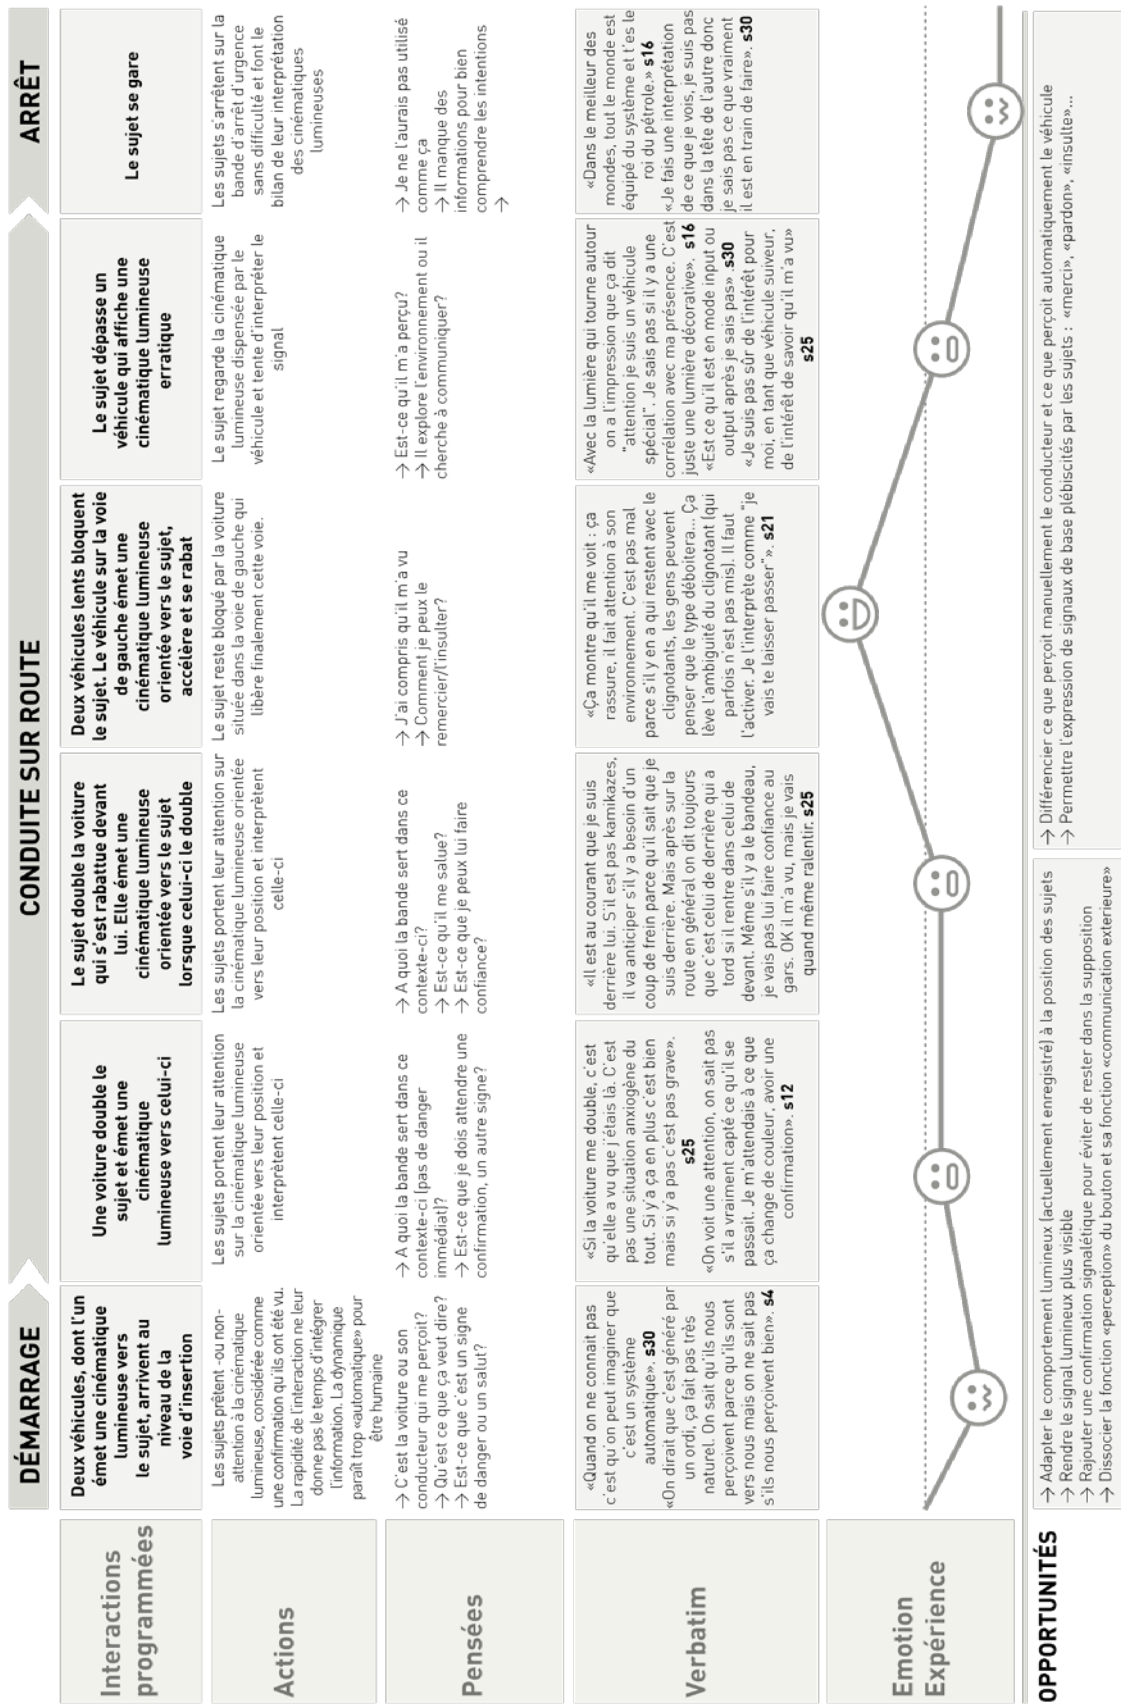 DÉMARRAGE
CONDUITE SUR ROUTE
ARRÊT
Interactions
programmées
Deux véhicules, dont l'un
émet une cinématique
lumineuse vers
le sujet, arrivent au
niveau de la
voie d'insertion
Une voiture double le
sujet et émet une
cinématique
lumineuse vers celui-ci
Le sujet double la voiture
qui s'est rabattue devant
lui. Elle émet une
cinématique lumineuse
orientée vers le sujet
lorsque celui-ci le double
Deux véhicules lents bloquent
le sujet. Le véhicule sur la voie
de gauche émet une
cinématique lumineuse
orientée vers le sujet,
accélère et se rabat
Le sujet dépasse un
véhicule qui affiche une
cinématique lumineuse
erratique
Le sujet se gare
Actions
Les sujets prêtent -ou non-
attention à la cinématique
lumineuse, considérée comme
une confirmation qu'ils ont été vu.
La rapidité de l'interaction ne leur
donne pas le temps d'intégrer
l'information. La dynamique
paraît trop «automatique» pour
être humaine
Les sujets portent leur attention
sur la cinématique lumineuse
orientée vers leur position et
interprètent celle-ci
Les sujets portent leur attention sur
la cinématique lumineuse orientée
vers leur position et interprètent
celle-ci
Le sujet reste bloqué par la voiture
située dans la voie de gauche qui
libère finalement cette voie.
Le sujet regarde la cinématique
lumineuse dispensée par le
véhicule et tente d'interpréter le
signal
Les sujets s'arrêtent sur la
bande d'arrêt d'urgence
sans difficulté et font le
bilan de leur interprétation
des cinématiques
lumineuses
Pensées
→ C'est la voiture ou son
conducteur qui me perçoit?
→ Qu'est ce que ça veut dire?
→ Est-ce que c'est un signe
de danger ou un salut?
→ A quoi la bande sert dans ce
contexte-ci (pas de danger
immédiat)?
→ Est-ce que je dois attendre une
confirmation, un autre signe?
→ A quoi la bande sert dans ce
contexte-ci?
→ Est-ce qu'il me salue?
→ Est-ce que je peux lui faire
confiance?
→ J'ai compris qu'il m'a vu
→ Comment je peux le
remercier/l'insulter?
→ Est-ce qu'il m'a perçu?
→ Il explore l'environnement ou il
cherche à communiquer?
→ Je ne l'aurais pas utilisé
comme ça
→ Il manque des
informations pour bien
comprendre les intentions
→
Verbatim
«Quand on ne connait pas
c'est qu'on peut imaginer que
c'est un système
automatique». s30
«On dirait que c'est généré par
un ordi, ça fait pas très
naturel. On sait qu'ils nous
perçoivent parce qu'ils sont
vers nous mais on ne sait pas
s'ils nous perçoivent bien». s4
«Si la voiture me double, c'est
qu'elle a vu que j'étais là. C'est
pas une situation anxiogène du
tout. Si y'a ça en plus c'est bien
mais si y'a pas c'est pas grave».
s25
«On voit une attention, on sait pas
s'il a vraiment capté ce qu'il se
passait. Je m'attendais à ce que
ça change de couleur, avoir une
confirmation». s12
«Il est au courant que je suis
derrière lui. S'il est pas kamikazes,
il va anticiper s'il y a besoin d'un
coup de frein parce qu'il sait que je
suis derrière. Mais après sur la
route en général on dit toujours
que c'est celui de derrière qui a
tord si il rentre dans celui de
devant. Même s'il y a le bandeau,
je vais pas lui faire confiance au
gars. OK il m'a vu, mais je vais
quand même ralentir. s25
«Ça montre qu'il me voit : ça
rassure, il fait attention à son
environnement. C'est pas mal
parce s'il y en a qui restent avec le
clignotants, les gens peuvent
penser que le type déboitera... Ça
lève l'ambiguité du clignotant (qui
parfois n'est pas mis). Il faut
l'activer. Je l'interprète comme "je
vais te laisser passer"». s21
«Avec la lumière qui tourne autour
on a l'impression que ça dit
"attention je suis un véhicule
spécial". Je sais pas si il y a une
corrélation avec ma présence. C'est
juste une lumière décorative». s16
«Est ce qu'il est en mode input ou
output après je sais pas» .s30
«Je suis pas sûr de l'intérêt pour
moi, en tant que véhicule suiveur,
de l'intérêt de savoir qu'il m'a vu»
s25
«Dans le meilleur des
mondes, tout le monde est
équipé du système et t'es le
roi du pétrole.» s16
«Je fais une interprétation
de ce que je vois, je suis pas
dans la tête de l'autre donc
je sais pas ce que vraiment
il est en train de faire». s30
Emotion
Expérience
OPPORTUNITÉS
→ Adapter le comportement lumineux (actuellement enregistré) à la position des sujets
→ Rendre le signal lumineux plus visible
→ Rajouter une confirmation signalétique pour éviter de rester dans la supposition
→ Dissocier la fonction «perception» du bouton et sa fonction «communication exterieure»
→ Différencier ce que perçoit manuellement le conducteur et ce que perçoit automatiquement le véhicule
→ Permettre l'expression de signaux de base plébiscités par les sujets : «merci», «pardon», «insulte»...